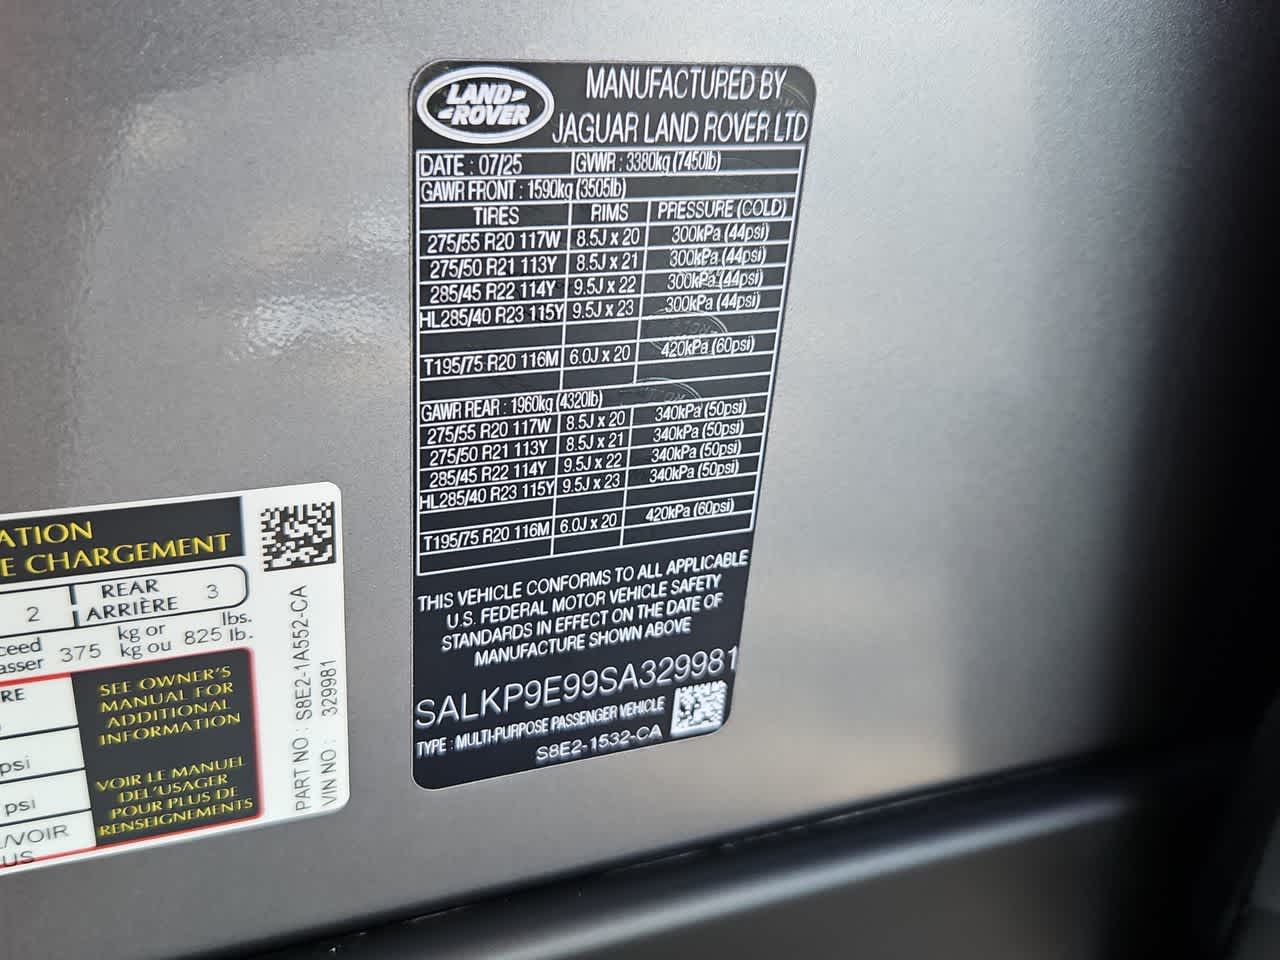 LAND ROVER
MANUFACTURED BY
JAGUAR LAND ROVER LTD
DATE : 07/25 GVWR : 3380kg (7450lb)
GAWR FRONT : 1590kg (3505lb)
TIRES RIMS PRESSURE (COLD)
275/55 R20 117W 8.5J x 20 300kPa (44psi)
275/50 R21 113Y 8.5J x 21 300kPa (44psi)
285/45 R22 114Y 9.5J x 22 300kPa (44psi)
HL285/40 R23 115Y 9.5J x 23 300kPa (44psi)
T195/75 R20 116M 6.0J x 20 420kPa (60psi)
GAWR REAR : 1960kg (4320lb)
275/55 R20 117W 8.5J x 20 340kPa (50psi)
275/50 R21 113Y 8.5J x 21 340kPa (50psi)
285/45 R22 114Y 9.5J x 22 340kPa (50psi)
HL285/40 R23 115Y 9.5J x 23 340kPa (50psi)
T195/75 R20 116M 6.0J x 20 420kPa (60psi)
THIS VEHICLE CONFORMS TO ALL APPLICABLE
U.S. FEDERAL MOTOR VEHICLE SAFETY
STANDARDS IN EFFECT ON THE DATE OF
MANUFACTURE SHOWN ABOVE
SALKP9E99SA329981
TYPE : MULTI-PURPOSE PASSENGER VEHICLE
S8E2-1532-CA
ATION
E CHARGEMENT
2 REAR
ARRIÈRE 3
ceed
asser 375 kg or
kg ou 825 lbs.
lb.
RE
psi
psi
/VOIR
US
SEE OWNER'S
MANUAL FOR
ADDITIONAL
INFORMATION
VOIR LE MANUEL
DEL'USAGER
POUR PLUS DE
RENSEIGNEMENTS
PART NO : S8E2-1A552-CA
VIN NO : 329981